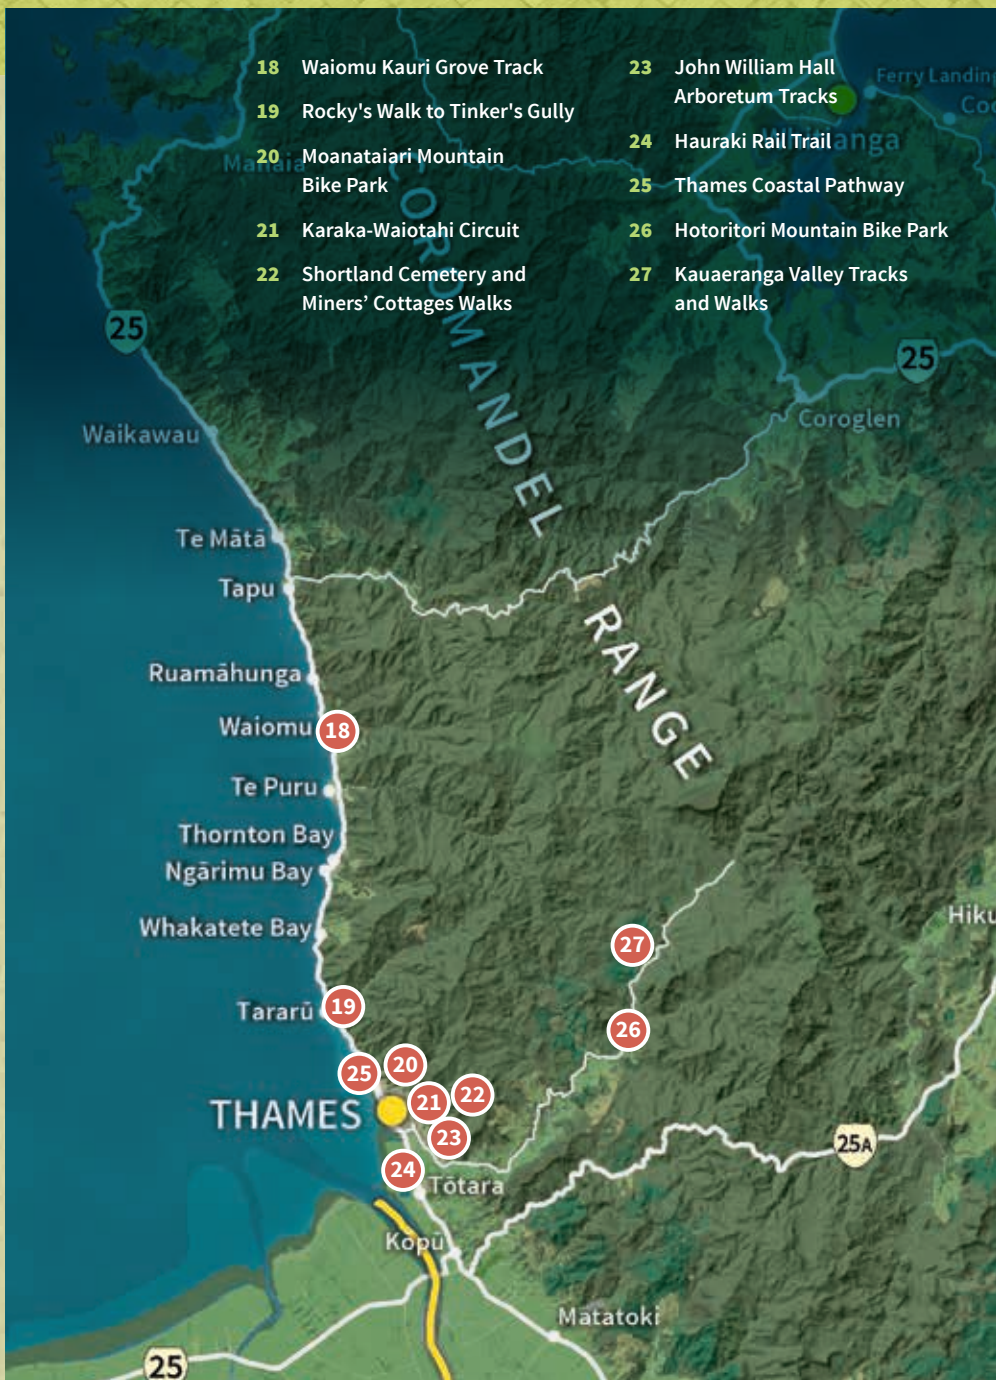 18 Waiomu Kauri Grove Track
19 Rocky's Walk to Tinker's Gully
20 Moanataiari Mountain
Bike Park
21 Karaka-Waiotahi Circuit
22 Shortland Cemetery and
Miners’ Cottages Walks
23 John William Hall
Arboretum Tracks
24 Hauraki Rail Trail
25 Thames Coastal Pathway
26 Hotoritori Mountain Bike Park
27 Kauaeranga Valley Tracks
and Walks
Ferry Landing
Manaia
COROMANDEL
RANGE
25
25
Coroglen
Waikawau
Te Mātā
Tapu
Ruamāhunga
Waiomu
18
Te Puru
Thornton Bay
Ngārimu Bay
Whakatete Bay
Hiku
27
Tararū
19
26
25
20
THAMES
21
22
23
25A
24
Tōtara
Kōpū
Matatoki
25